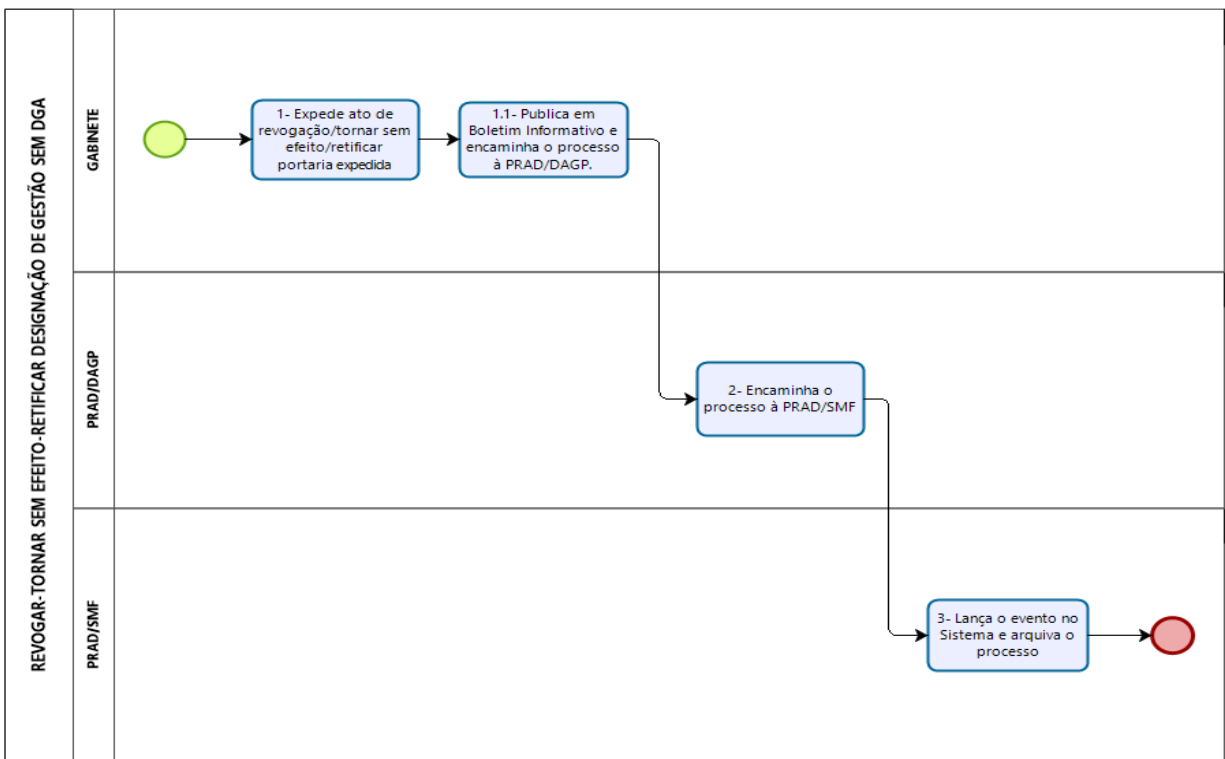 REVOGAR-TORNAR SEM EFEITO-RETIFICAR DESIGNAÇÃO DE GESTÃO SEM DGA
GABINETE
1- Expede ato de
revogação/tornar sem
efeito/retificar
portaria expedida
1.1- Publica em
Boletim Informativo e
encaminha o processo
à PRAD/DAGP.
PRAD/DAGP
2- Encaminha o
processo à PRAD/SMF
PRAD/SMF
3- Lança o evento no
Sistema e arquiva o
processo